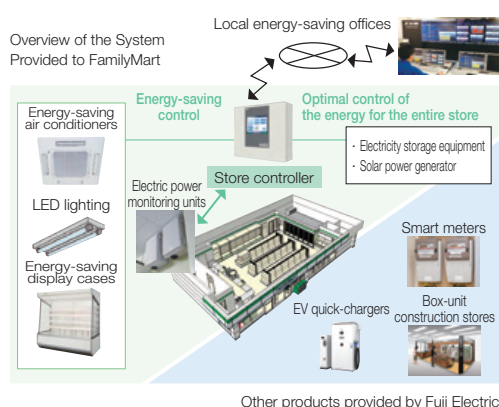 Overview of the System
Provided to FamilyMart
Local energy-saving offices
Energy-saving
control
Optimal control of
the energy for the entire store
Energy-saving
air conditioners
LED lighting
Energy-saving
display cases
Electric power
monitoring units
Store controller
· Electricity storage equipment
· Solar power generator
Smart meters
EV quick-chargers
Box-unit
construction stores
Other products provided by Fuji Electric